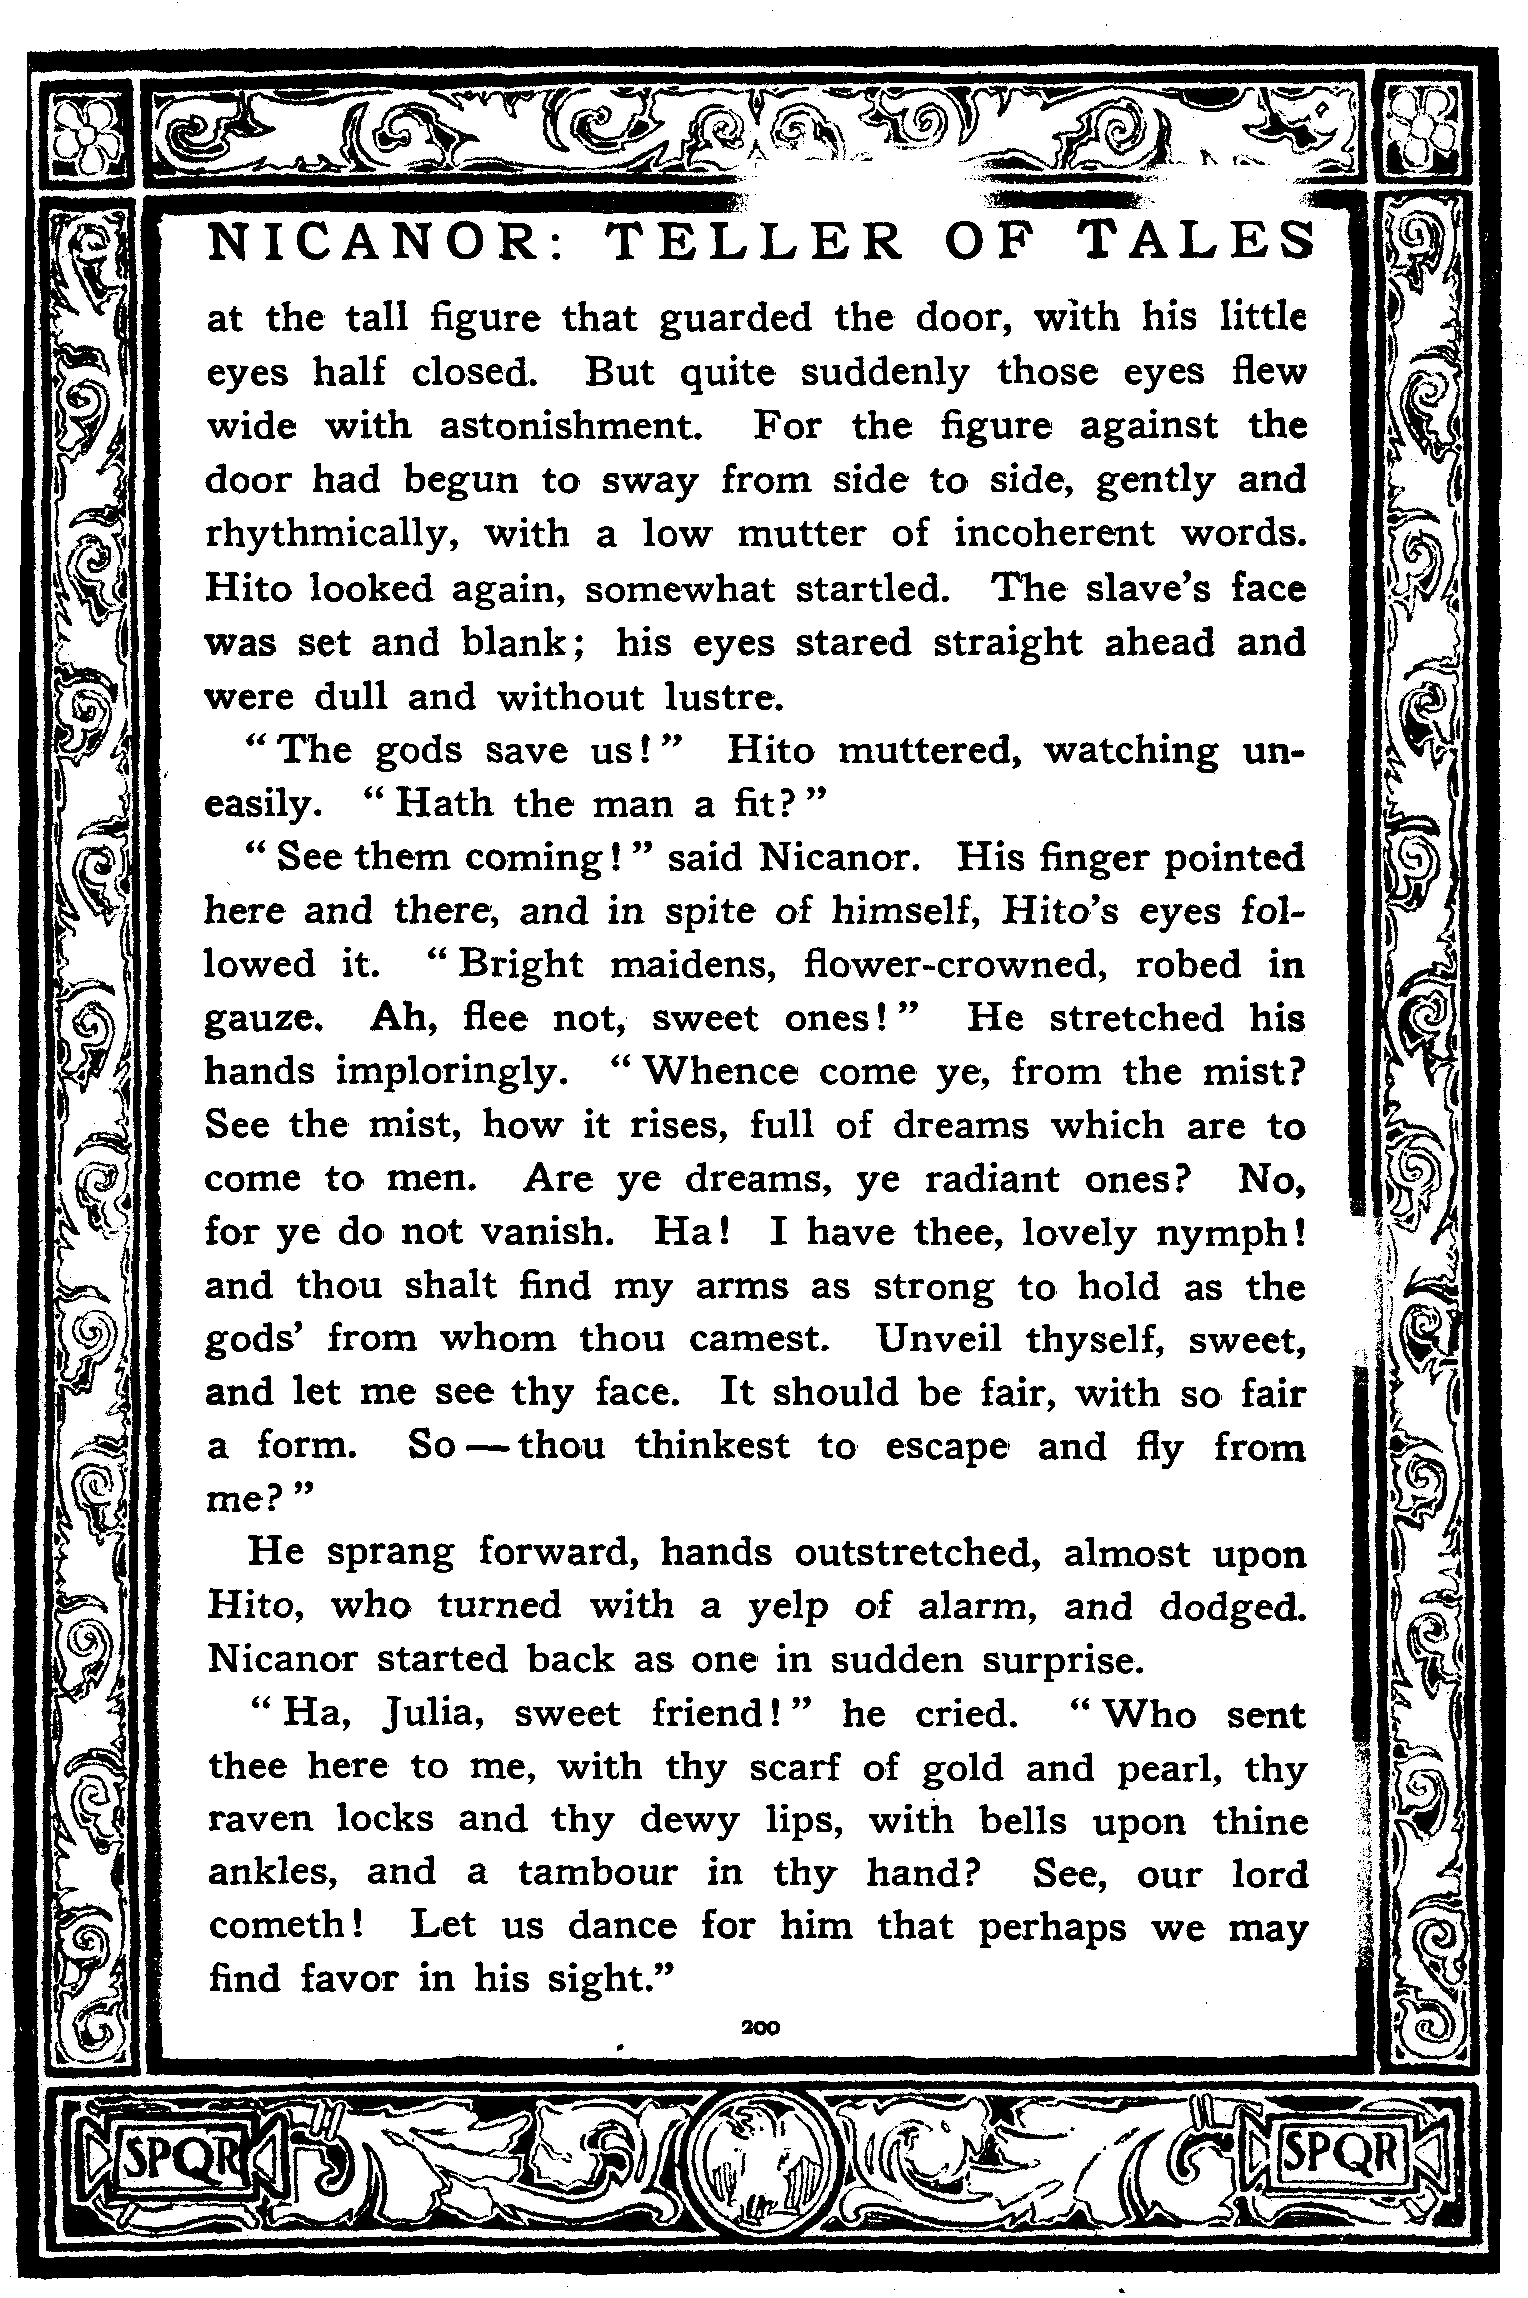 NICANOR: TELLER OF TALES
at the tall figure that guarded the door, with his little
eyes half closed. But quite suddenly those eyes flew
wide with astonishment. For the figure against the
door had begun to sway from side to side, gently and
rhythmically, with a low mutter of incoherent words.
Hito looked again, somewhat startled. The slave's face
was set and blank; his eyes stared straight ahead and
were dull and without lustre.
"The gods save us!" Hito muttered, watching un-
easily. "Hath the man a fit?"
"See them coming!" said Nicanor. His finger pointed
here and there, and in spite of himself, Hito's eyes fol-
lowed it. "Bright maidens, flower-crowned, robed in
gauze. Ah, flee not, sweet ones!" He stretched his
hands imploringly. "Whence come ye, from the mist?
See the mist, how it rises, full of dreams which are to
come to men. Are ye dreams, ye radiant ones? No,
for ye do not vanish. Ha! I have thee, lovely nymph!
and thou shalt find my arms as strong to hold as the
gods' from whom thou camest. Unveil thyself, sweet,
and let me see thy face. It should be fair, with so fair
a form. So—thou thinkest to escape and fly from
me?"
He sprang forward, hands outstretched, almost upon
Hito, who turned with a yelp of alarm, and dodged.
Nicanor started back as one in sudden surprise.
"Ha, Julia, sweet friend!" he cried. "Who sent
thee here to me, with thy scarf of gold and pearl, thy
raven locks and thy dewy lips, with bells upon thine
ankles, and a tambour in thy hand? See, our lord
cometh! Let us dance for him that perhaps we may
find favor in his sight."
200
SPQR
SPQR